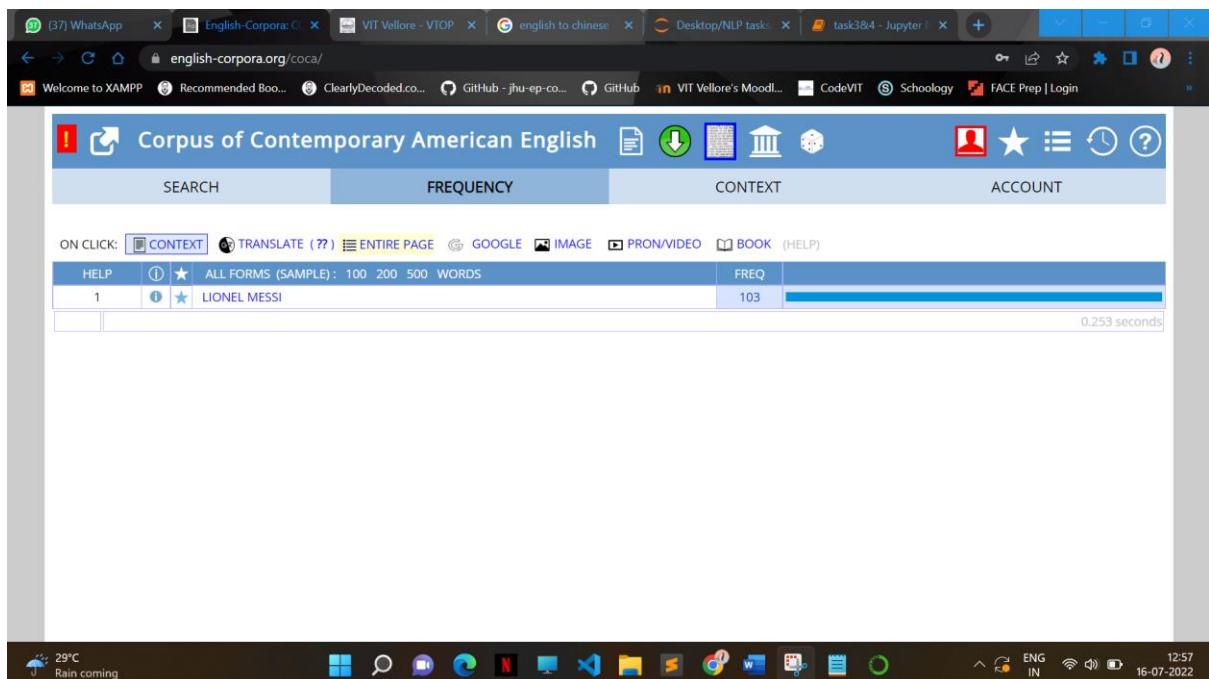 (37) WhatsApp English-Corpora: C VIT Vellore - VTOP english to chinese Desktop/NLP tasks task3&4 - Jupyter
english-corpora.org/coca/
Welcome to XAMPP Recommended Boo... ClearlyDecoded.co... GitHub - jhu-ep-co... GitHub VIT Vellore's Moodl... CodeVIT Schoology FACE Prep | Login »
Corpus of Contemporary American English
SEARCH FREQUENCY CONTEXT ACCOUNT
ON CLICK: CONTEXT TRANSLATE (??) ENTIRE PAGE GOOGLE IMAGE PRON/VIDEO BOOK (HELP)
HELP ALL FORMS (SAMPLE): 100 200 500 WORDS FREQ
1 LIONEL MESSI 103
0.253 seconds
29°C ENG 12:57
Rain coming IN 16-07-2022